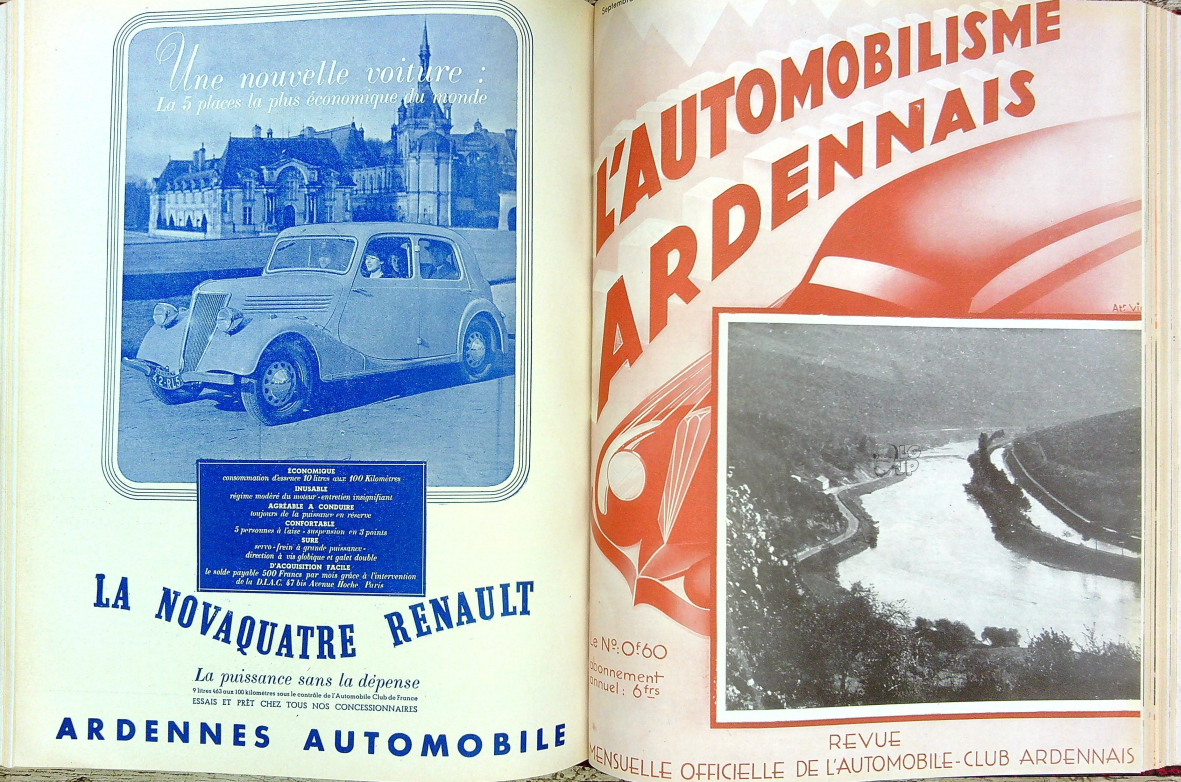 Une nouvelle voiture :
La 5 places la plus économique du monde
ÉCONOMIQUE
consommation d'essence 10 litres aux 100 Kilomètres
INUSABLE
régime modéré du moteur - entretien insignifiant
AGRÉABLE A CONDUIRE
toujours de la puissance en réserve
CONFORTABLE
5 personnes à l'aise - suspension en 3 points
SURE
servo-frein à grande puissance -
direction à vis globique et galet double
D'ACQUISITION FACILE
le solde payable 500 Francs par mois grâce à l'intervention
de la D.I.A.C. 47 bis Avenue Hoche, Paris
LA NOVAQUATRE RENAULT
La puissance sans la dépense
9 litres 463 aux 100 kilomètres sous le contrôle de l'Automobile Club de France
ESSAIS ET PRÊT CHEZ TOUS NOS CONCESSIONNAIRES
ARDENNES AUTOMOBILE
Septembre
L'AUTOMOBILISME
ARDENNAIS
Le No: 0f60
abonnement
annuel : 6 frs
REVUE
MENSUELLE OFFICIELLE DE L'AUTOMOBILE-CLUB ARDENNAIS